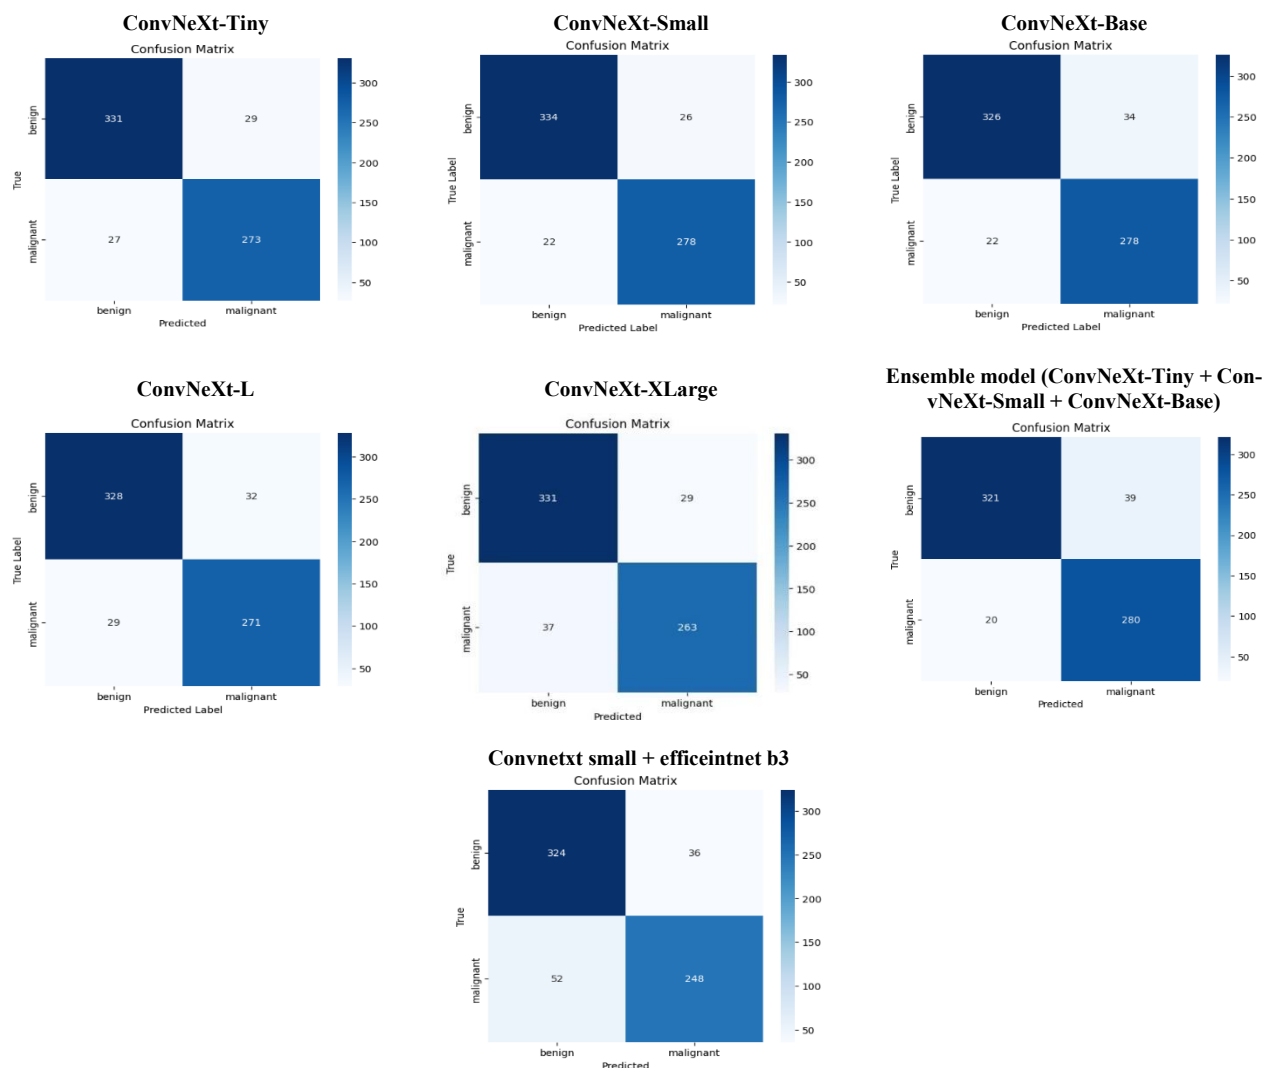 ConvNeXt-Tiny
Confusion Matrix
benign
331
29
True
malignant
27
273
benign
malignant
Predicted
300
250
200
150
100
50
ConvNeXt-Small
Confusion Matrix
benign
334
26
True Label
malignant
22
278
benign
malignant
Predicted Label
300
250
200
150
100
50
ConvNeXt-Base
Confusion Matrix
benign
326
34
True Label
malignant
22
278
benign
malignant
Predicted Label
300
250
200
150
100
50
ConvNeXt-L
Confusion Matrix
benign
328
32
True Label
malignant
29
271
benign
malignant
Predicted Label
300
250
200
150
100
50
ConvNeXt-XLarge
Confusion Matrix
benign
331
29
True
malignant
37
263
benign
malignant
Predicted
300
250
200
150
100
50
Ensemble model (ConvNeXt-Tiny + Con-
vNeXt-Small + ConvNeXt-Base)
Confusion Matrix
benign
321
39
True
malignant
20
280
benign
malignant
Predicted
300
250
200
150
100
50
Convnetxt small + efficeintnet b3
Confusion Matrix
benign
324
36
True
malignant
52
248
benign
malignant
Predicted
300
250
200
150
100
50